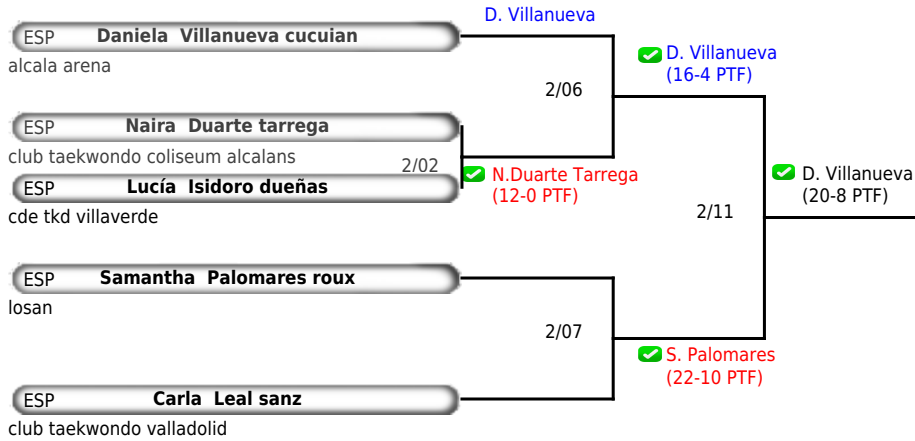 D. Villanueva
ESP Daniela Villanueva cucuian
alcala arena
D. Villanueva
(16-4 PTF)
2/06
ESP Naira Duarte tarrega
club taekwondo coliseum alcalans
2/02
N.Duarte Tarrega
(12-0 PTF)
ESP Lucía Isidoro dueñas
cde tkd villaverde
D. Villanueva
(20-8 PTF)
2/11
ESP Samantha Palomares roux
losan
2/07
S. Palomares
(22-10 PTF)
ESP Carla Leal sanz
club taekwondo valladolid